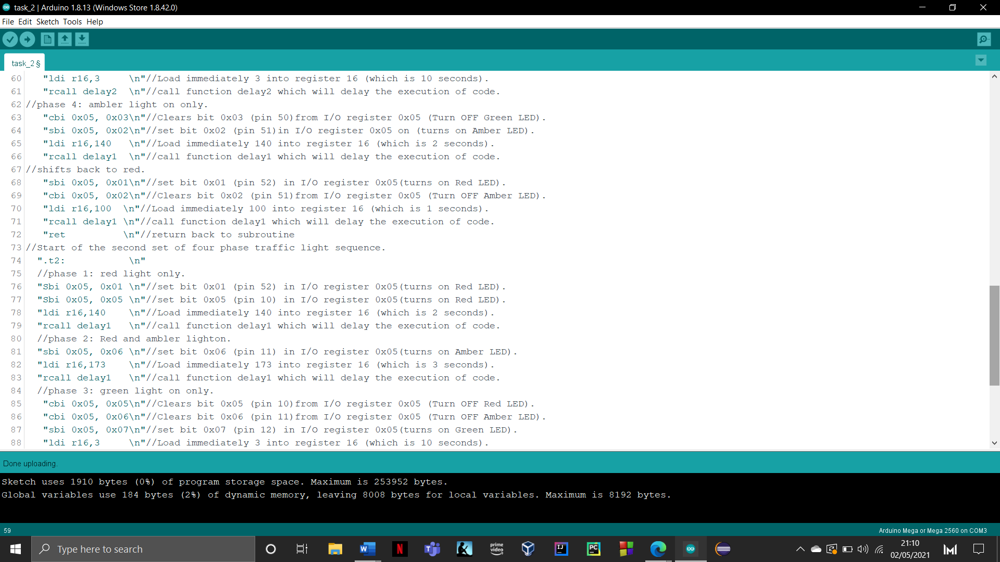 task_2 | Arduino 1.8.13 (Windows Store 1.8.42.0)
File Edit Sketch Tools Help
task_2 §
60 "ldi r16,3 \n"//Load immediately 3 into register 16 (which is 10 seconds).
61 "rcall delay2 \n"//call function delay2 which will delay the execution of code.
62 //phase 4: ambler light on only.
63 "cbi 0x05, 0x03\n"//Clears bit 0x03 (pin 50)from I/O register 0x05 (Turn OFF Green LED).
64 "sbi 0x05, 0x02\n"//set bit 0x02 (pin 51)in I/O register 0x05 on (turns on Amber LED).
65 "ldi r16,140 \n"//Load immediately 140 into register 16 (which is 2 seconds).
66 "rcall delay1 \n"//call function delay1 which will delay the execution of code.
67 //shifts back to red.
68 "sbi 0x05, 0x01\n"//set bit 0x01 (pin 52) in I/O register 0x05(turns on Red LED).
69 "cbi 0x05, 0x02\n"//Clears bit 0x02 (pin 51)from I/O register 0x05 (Turn OFF Amber LED).
70 "ldi r16,100 \n"//Load immediately 100 into register 16 (which is 1 seconds).
71 "rcall delay1 \n"//call function delay1 which will delay the execution of code.
72 "ret \n"//return back to subroutine
73 //Start of the second set of four phase traffic light sequence.
74 ".t2: \n"
75 //phase 1: red light only.
76 "Sbi 0x05, 0x01 \n"//set bit 0x01 (pin 52) in I/O register 0x05(turns on Red LED).
77 "Sbi 0x05, 0x05 \n"//set bit 0x05 (pin 10) in I/O register 0x05(turns on Red LED).
78 "ldi r16,140 \n"//Load immediately 140 into register 16 (which is 2 seconds).
79 "rcall delay1 \n"//call function delay1 which will delay the execution of code.
80 //phase 2: Red and ambler lighton.
81 "sbi 0x05, 0x06 \n"//set bit 0x06 (pin 11) in I/O register 0x05(turns on Amber LED).
82 "ldi r16,173 \n"//Load immediately 173 into register 16 (which is 3 seconds).
83 "rcall delay1 \n"//call function delay1 which will delay the execution of code.
84 //phase 3: green light on only.
85 "cbi 0x05, 0x05\n"//Clears bit 0x05 (pin 10)from I/O register 0x05 (Turn OFF Red LED).
86 "cbi 0x05, 0x06\n"//Clears bit 0x06 (pin 11)from I/O register 0x05 (Turn OFF Amber LED).
87 "sbi 0x05, 0x07\n"//set bit 0x07 (pin 12) in I/O register 0x05(turns on Green LED).
88 "ldi r16,3 \n"//Load immediately 3 into register 16 (which is 10 seconds).
Done uploading.
Sketch uses 1910 bytes (0%) of program storage space. Maximum is 253952 bytes.
Global variables use 184 bytes (2%) of dynamic memory, leaving 8008 bytes for local variables. Maximum is 8192 bytes.
59 Arduino Mega or Mega 2560 on COM3
Type here to search
W N T prime video IJ PC
21:10
02/05/2021